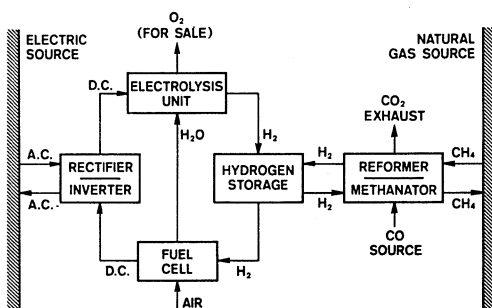 O₂
(FOR SALE)
ELECTRIC
SOURCE
NATURAL
GAS SOURCE
D.C.
ELECTROLYSIS
UNIT
CO₂
EXHAUST
H₂O
H₂
A.C.
RECTIFIER
INVERTER
A.C.-
HYDROGEN
STORAGE
H₂
H₂
REFORMER
METHANATOR
CH₄
CH₄
CO
SOURCE
D.C.
FUEL
CELL
H₂
AIR